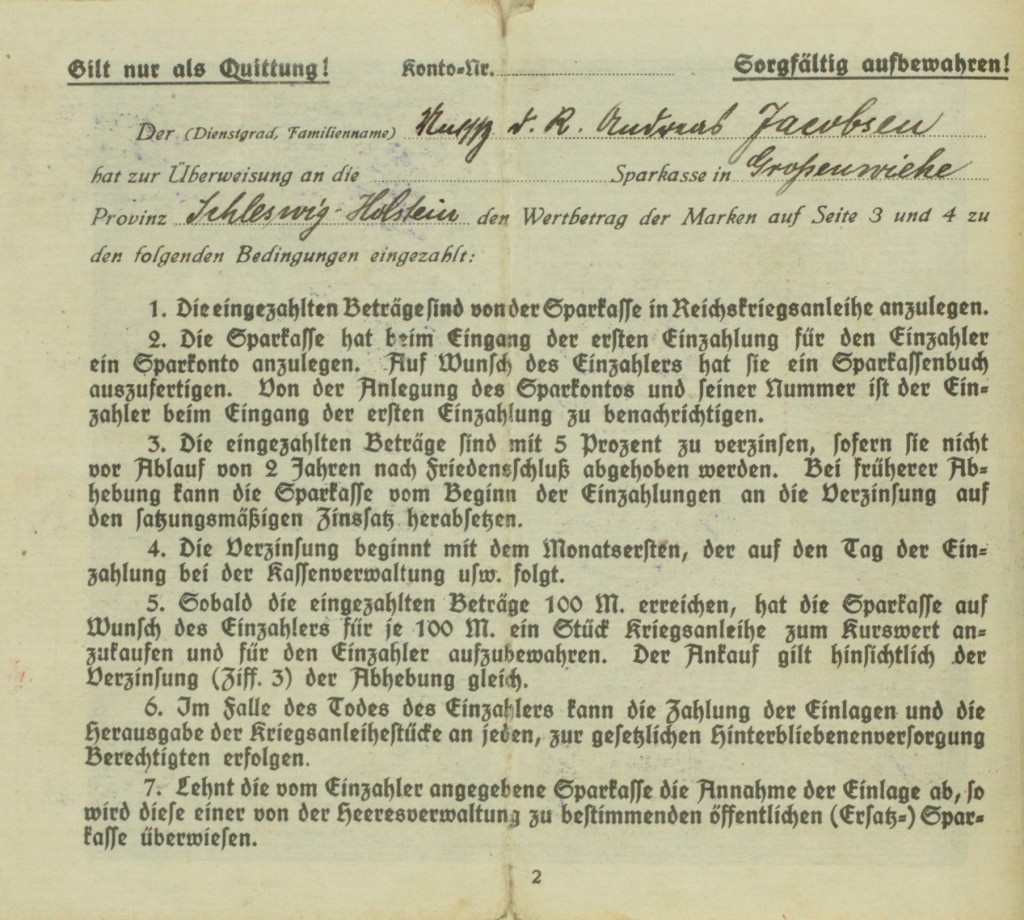 Gilt nur als Quittung! Konto-Nr. Sorgfältig aufbewahren!
Der (Dienstgrad, Familienname) d. R. Andreas Jacobsen
hat zur Überweisung an die Sparkasse in Großenwiehe
Provinz Schleswig-Holstein den Wertbetrag der Marken auf Seite 3 und 4 zu
den folgenden Bedingungen eingezahlt:
1. Die eingezahlten Beträge sind von der Sparkasse in Reichskriegsanleihe anzulegen.
2. Die Sparkasse hat beim Eingang der ersten Einzahlung für den Einzahler
ein Sparkonto anzulegen. Auf Wunsch des Einzahlers hat sie ein Sparkassenbuch
auszufertigen. Von der Anlegung des Sparkontos und seiner Nummer ist der Ein-
zahler beim Eingang der ersten Einzahlung zu benachrichtigen.
3. Die eingezahlten Beträge sind mit 5 Prozent zu verzinsen, sofern sie nicht
vor Ablauf von 2 Jahren nach Friedensschluß abgehoben werden. Bei früherer Ab-
hebung kann die Sparkasse vom Beginn der Einzahlungen an die Verzinsung auf
den satzungsmäßigen Zinssatz herabsetzen.
4. Die Verzinsung beginnt mit dem Monatsersten, der auf den Tag der Ein-
zahlung bei der Kassenverwaltung usw. folgt.
5. Sobald die eingezahlten Beträge 100 M. erreichen, hat die Sparkasse auf
Wunsch des Einzahlers für je 100 M. ein Stück Kriegsanleihe zum Kurswert an-
zukaufen und für den Einzahler aufzubewahren. Der Ankauf gilt hinsichtlich der
Verzinsung (Ziff. 3) der Abhebung gleich.
6. Im Falle des Todes des Einzahlers kann die Zahlung der Einlagen und die
Herausgabe der Kriegsanleihestücke an jeden, zur gesetzlichen Hinterbliebenenversorgung
Berechtigten erfolgen.
7. Lehnt die vom Einzahler angegebene Sparkasse die Annahme der Einlage ab, so
wird diese einer von der Heeresverwaltung zu bestimmenden öffentlichen (Ersatz-) Spar-
kasse überwiesen.
2